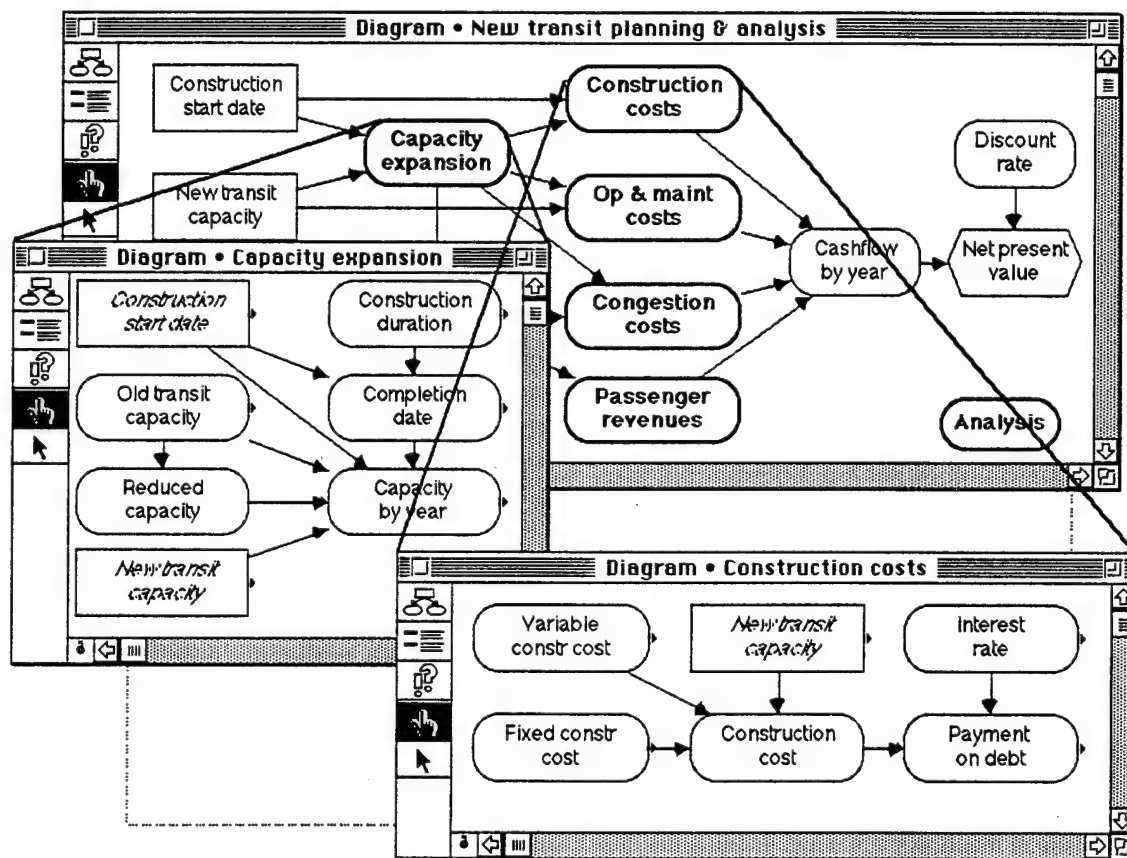 Diagram • New transit planning & analysis
Construction
start date
Construction
costs
Capacity
expansion
Discount
rate
New transit
capacity
Op & maint
costs
Cashflow
by year
Net present
value
Congestion
costs
Passenger
revenues
Analysis
Diagram • Capacity expansion
Construction
start date
Construction
duration
Old transit
capacity
Completion
date
Reduced
capacity
Capacity
by year
New transit
capacity
Diagram • Construction costs
Variable
constr cost
New transit
capacity
Interest
rate
Fixed constr
cost
Construction
cost
Payment
on debt